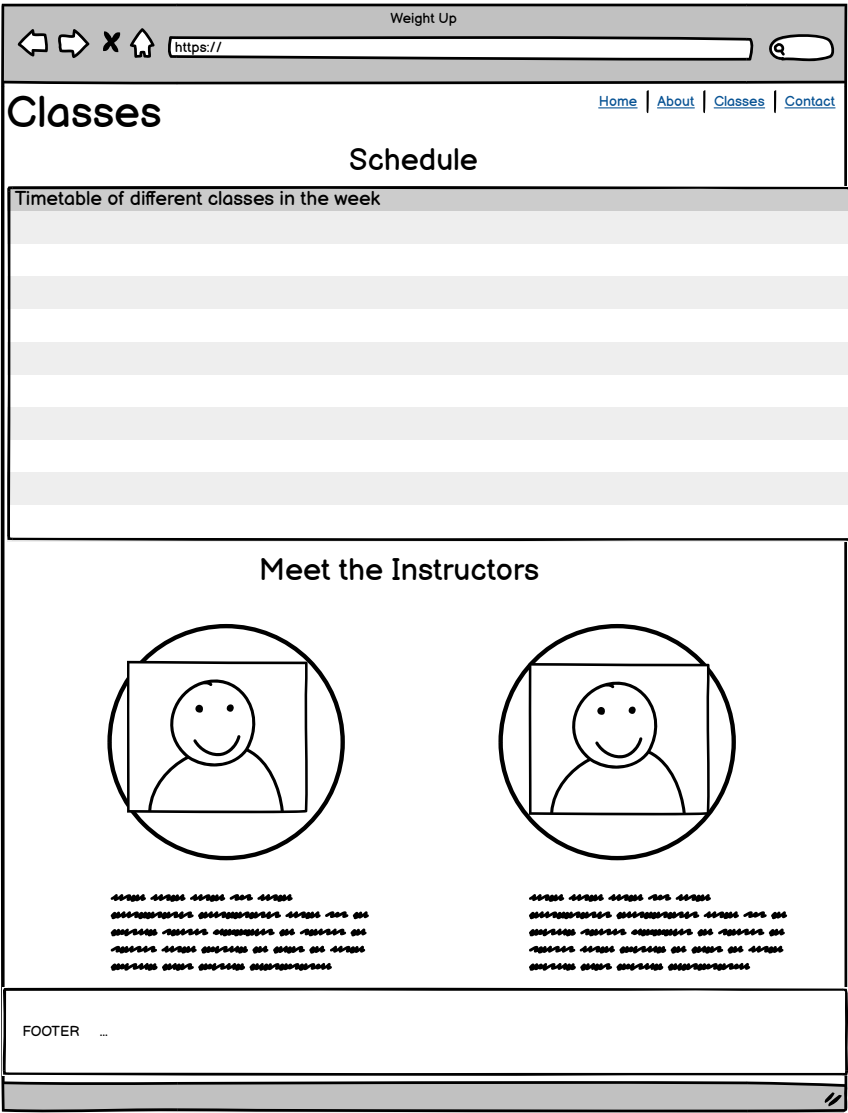 Weight Up
https://
Classes
Home | About | Classes | Contact
Schedule
Timetable of different classes in the week
Meet the Instructors
FOOTER ...